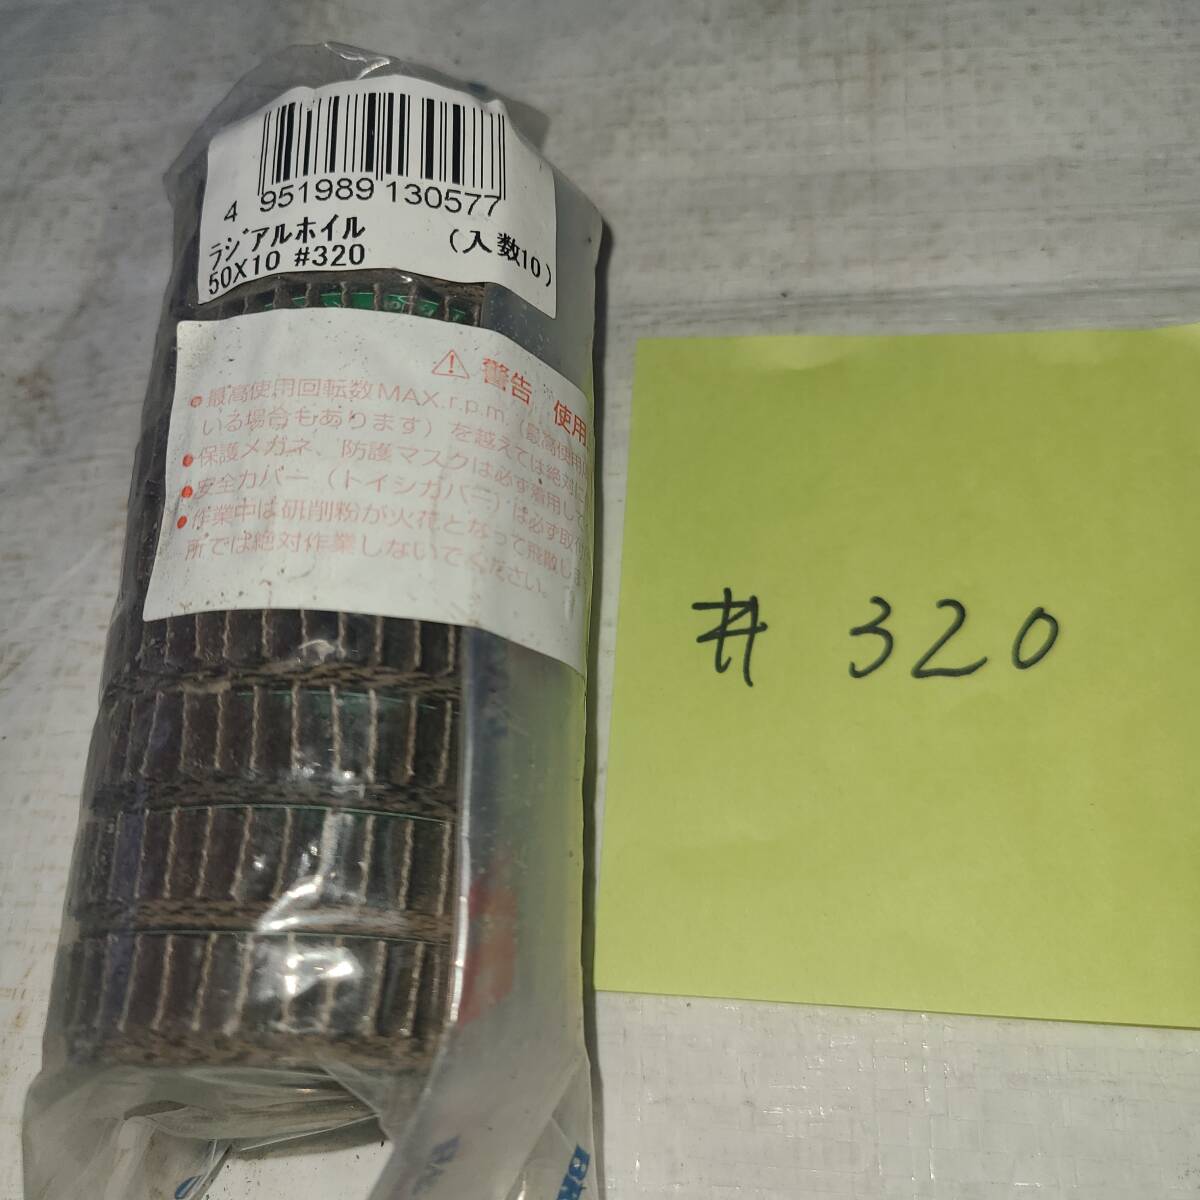 4 951989 130577
ラジアルホイル
50X10 #320 (入数10)
⚠ 警告 使用
●最高使用回転数MAX.r.p.m.(最高使用
いる場合もあります)を越えては絶対に
●保護メガネ、防護マスクは必ず着用して
●安全カバー(トイシカバー)は必ず取付
●作業中は研削粉が火花となって飛散しま
所では絶対作業しないでください。
# 320